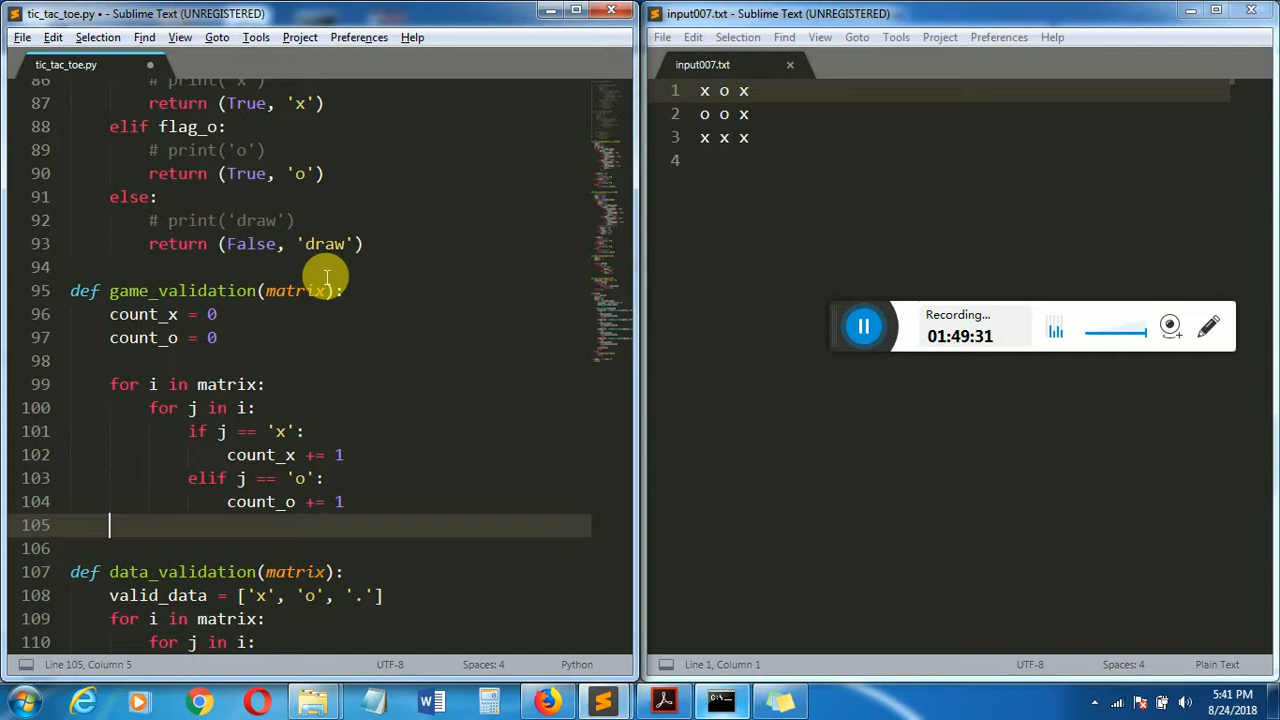 tic_tac_toe.py • - Sublime Text (UNREGISTERED)
File Edit Selection Find View Goto Tools Project Preferences Help
tic_tac_toe.py
86 # print('x')
87 return (True, 'x')
88 elif flag_o:
89 # print('o')
90 return (True, 'o')
91 else:
92 # print('draw')
93 return (False, 'draw')
94
95 def game_validation(matrix):
96 count_x = 0
97 count_o = 0
98
99 for i in matrix:
100 for j in i:
101 if j == 'x':
102 count_x += 1
103 elif j == 'o':
104 count_o += 1
105
106
107 def data_validation(matrix):
108 valid_data = ['x', 'o', '.']
109 for i in matrix:
110 for j in i:
Line 105, Column 5 UTF-8 Spaces: 4 Python
input007.txt - Sublime Text (UNREGISTERED)
File Edit Selection Find View Goto Tools Project Preferences Help
input007.txt
1 x o x
2 o o x
3 x x x
4
Recording...
01:49:31
Line 1, Column 1 UTF-8 Spaces: 4 Plain Text
5:41 PM
8/24/2018